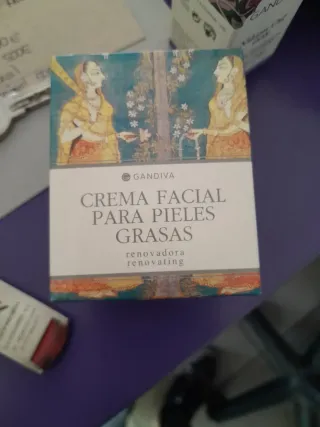 GANDIVA
CREMA FACIAL
PARA PIELES
GRASAS
renovadora
renovating